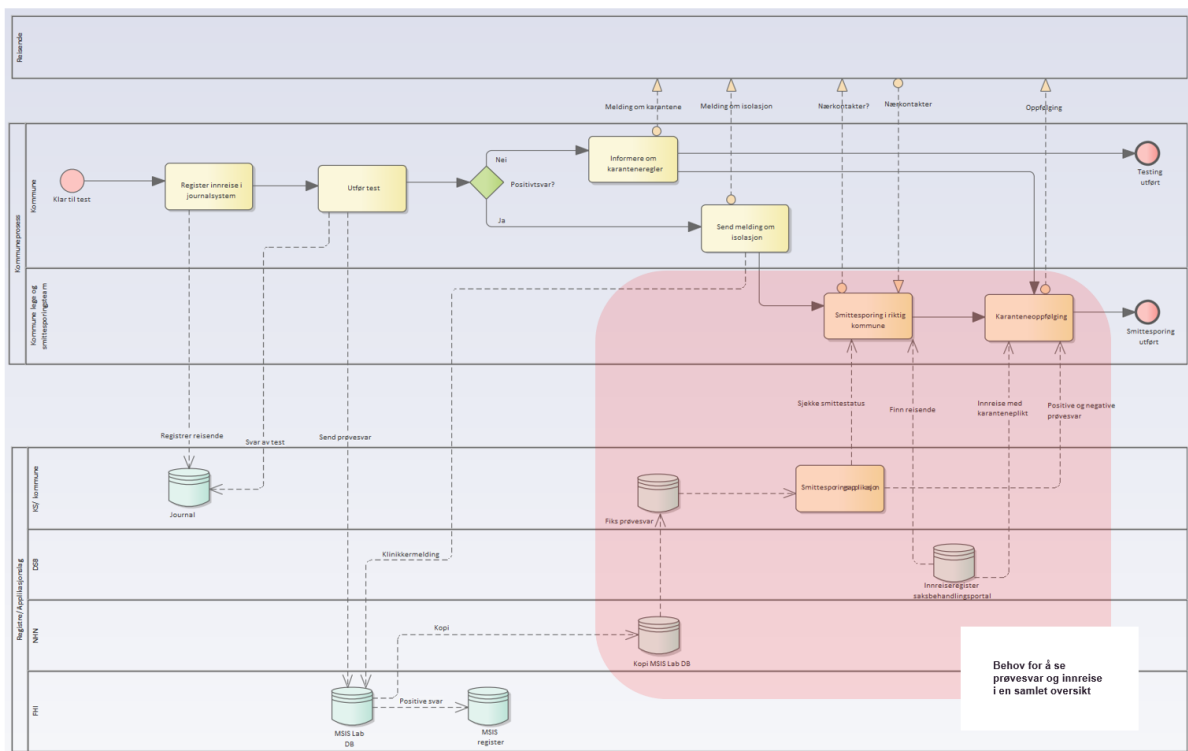 Reisende
Melding om karantene
Melding om isolasjon
Nærkontakter?
Nærkontakter
Oppfølging
Kommuneprosess
Kommune
Klar til test
Register innreise i
journalsystem
Utfør test
Positivtsvar?
Nei
Ja
Informere om
karanteneregler
Send melding om
isolasjon
Testing
utført
Kommune lege og
smittesporingsteam
Smittesporing i riktig
kommune
Karanteneoppfølging
Smittesporing
utført
Sjekke smittestatus
Finn reisende
Innreise med
karanteneplikt
Positive og negative
prøvesvar
Registrer reisende
Svar av test
Send prøvesvar
Registre/Applikasjonslag
KS/ kommune
Journal
Fiks prøvesvar
Smittesporingsapplikasjon
DSB
Klinikkermelding
Innreiseregister
saksbehandlingsportal
NHN
Kopi
Kopi MSIS Lab DB
FHI
MSIS Lab
DB
Positive svar
MSIS
register
Behov for å se
prøvesvar og innreise
i en samlet oversikt